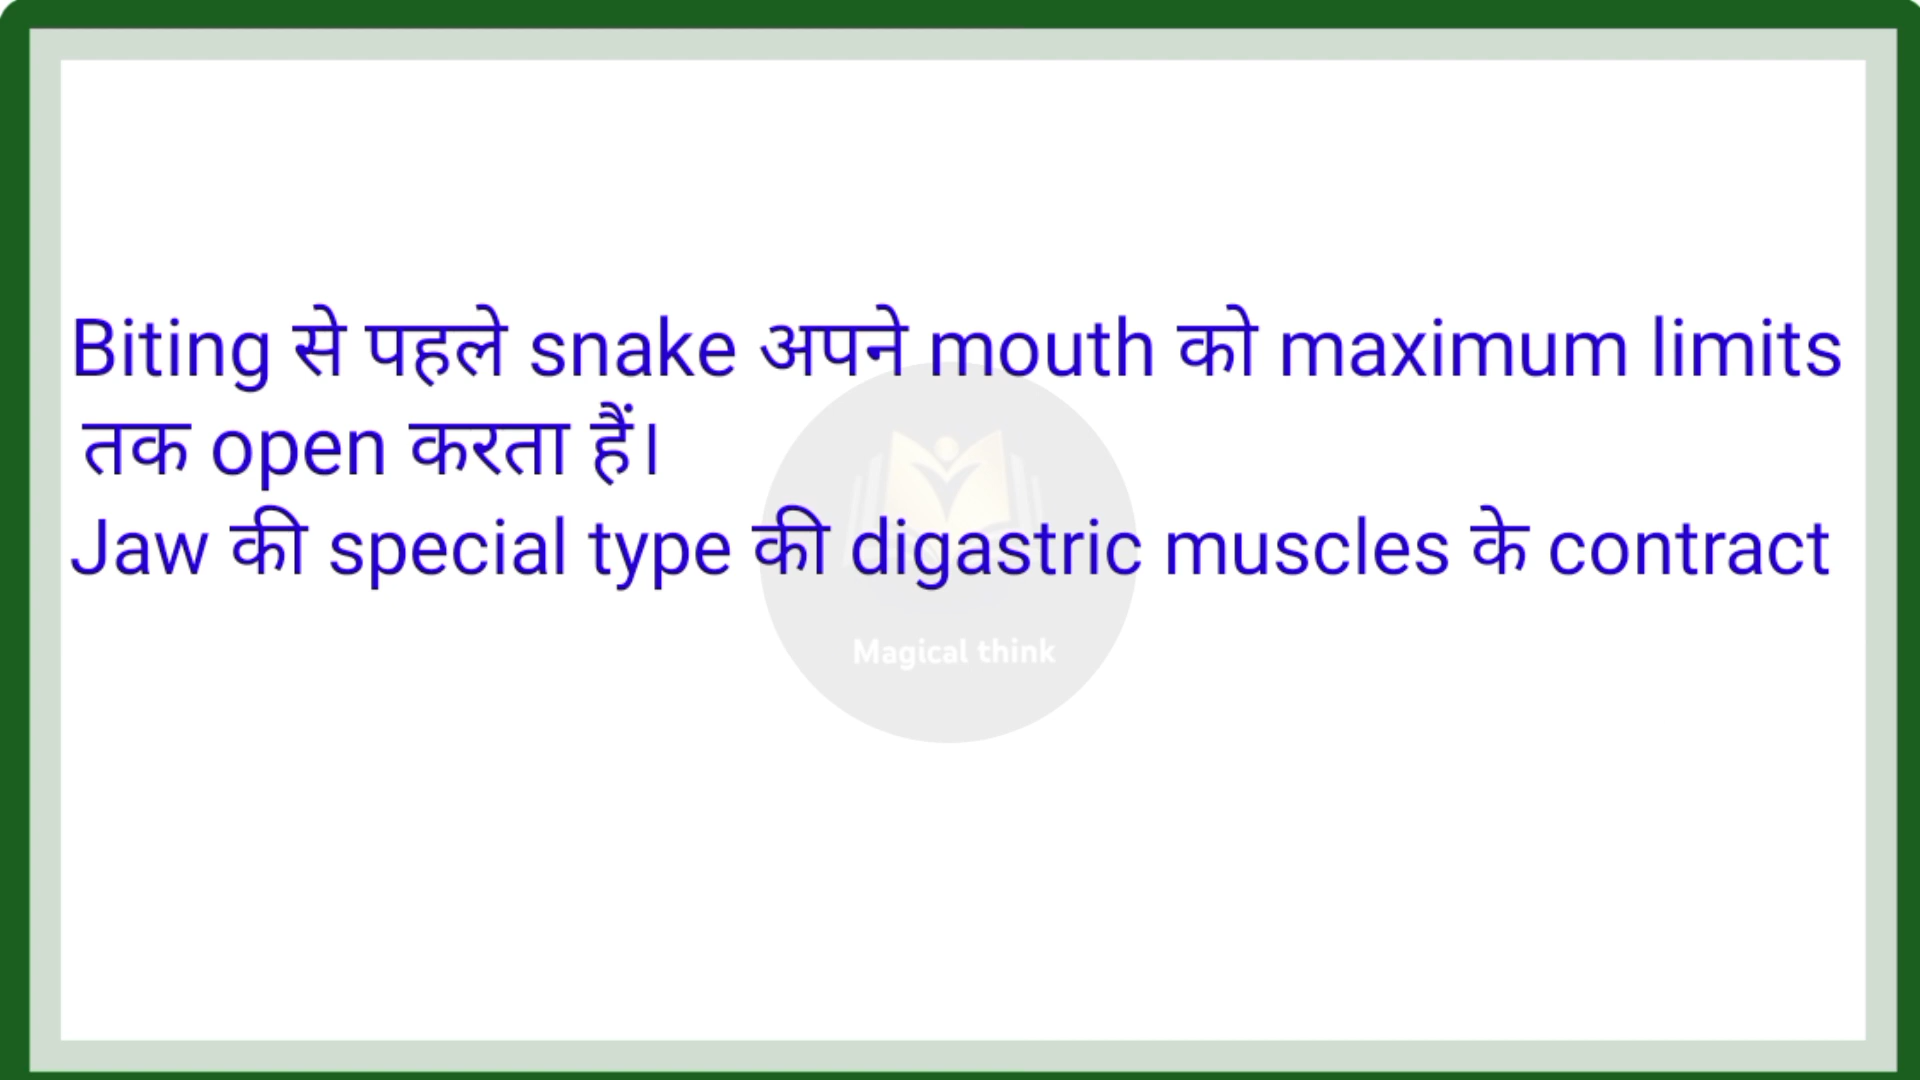 Biting से पहले snake अपने mouth को maximum limits
तक open करता हैं।
Jaw की special type की digastric muscles के contract
Magical think